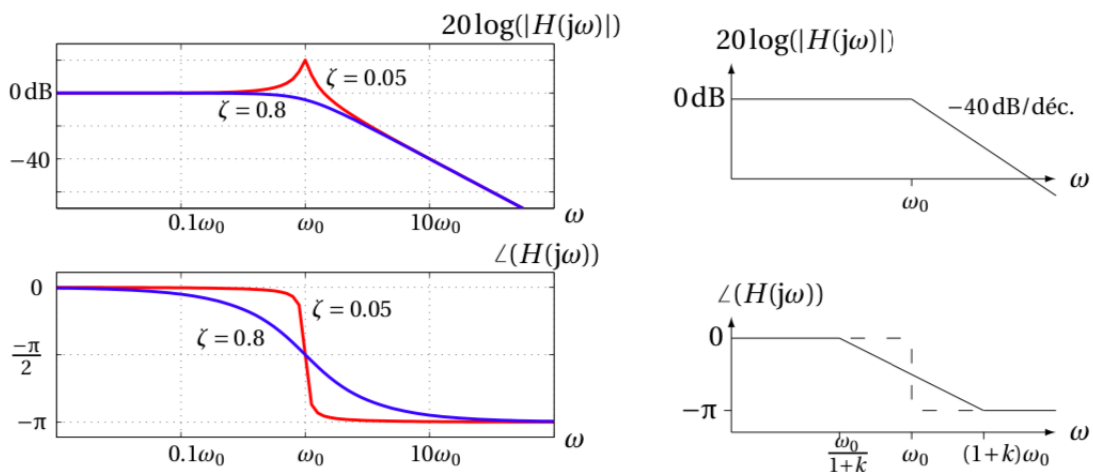 20log(|H(jω)|)
0 dB
−40
ζ = 0.05
ζ = 0.8
0.1ω₀
ω₀
10ω₀
ω
∠(H(jω))
0
−π/2
−π
ζ = 0.05
ζ = 0.8
0.1ω₀
ω₀
10ω₀
ω
20log(|H(jω)|)
0 dB
−40 dB/déc.
ω₀
ω
∠(H(jω))
0
−π
ω₀/1+k
ω₀
(1+k)ω₀
ω